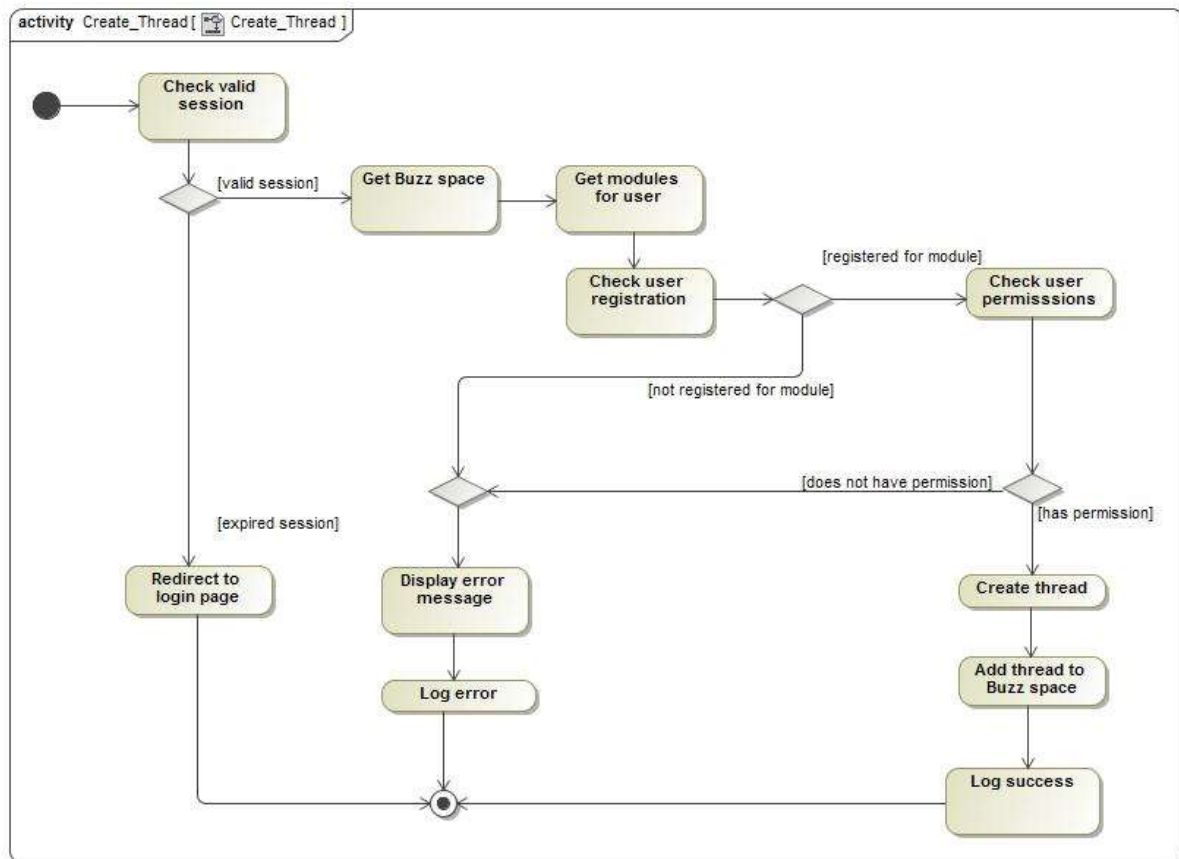 activity Create_Thread [ Create_Thread ]
Check valid
session
[valid session]
Get Buzz space
Get modules
for user
Check user
registration
[registered for module]
Check user
permisssions
[not registered for module]
[does not have permission]
[has permission]
[expired session]
Redirect to
login page
Display error
message
Create thread
Log error
Add thread to
Buzz space
Log success